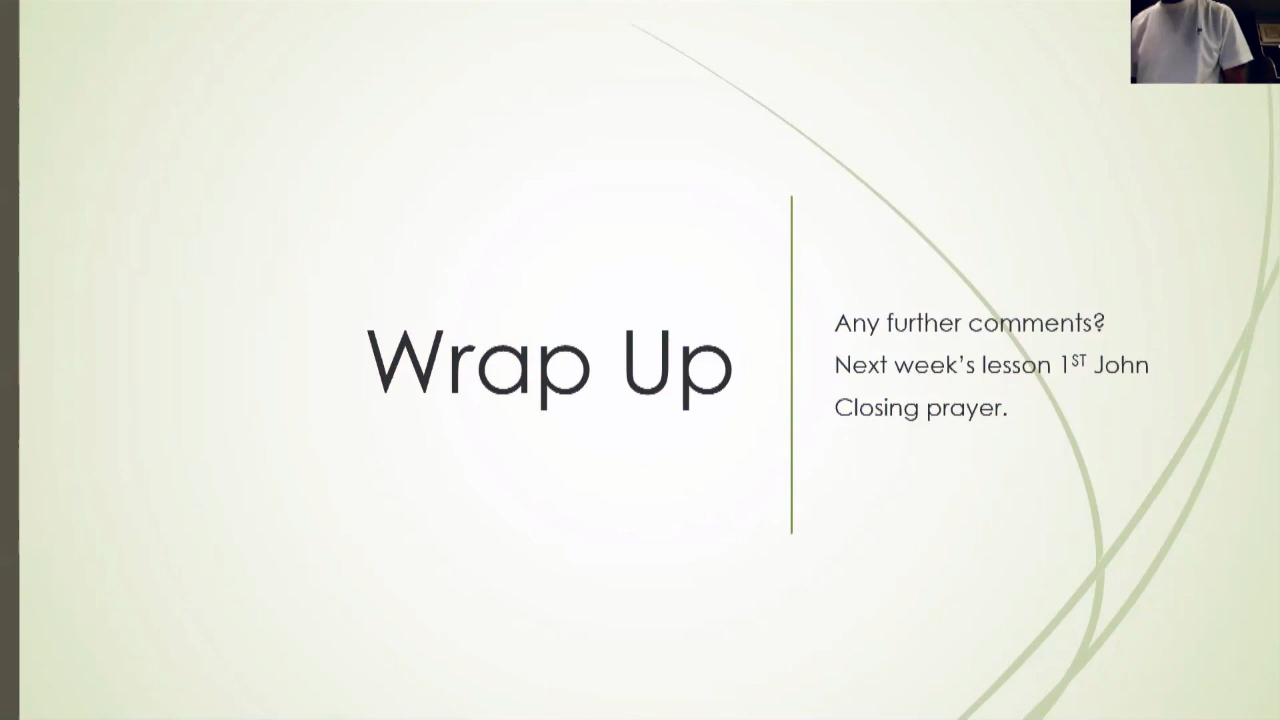 Wrap Up
Any further comments?
Next week’s lesson 1ST John
Closing prayer.